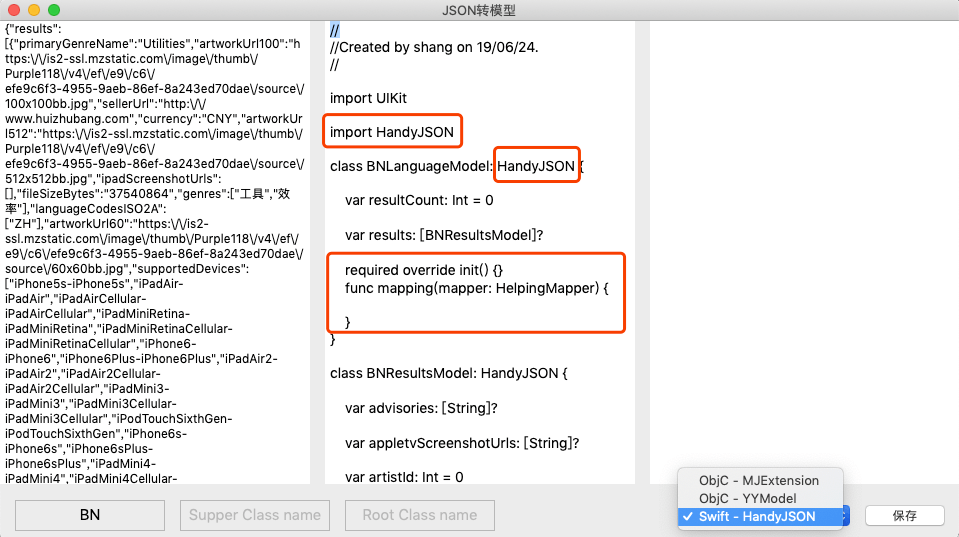 JSON转模型
{"results":
[{"primaryGenreName":"Utilities","artworkUrl100":"h
ttps:\/\/is2-ssl.mzstatic.com\/image\/thumb\/
Purple118\/v4\/ef\/e9\/c6\/
efe9c6f3-4955-9aeb-86ef-8a243ed70dae\/source\/
100x100bb.jpg","sellerUrl":"http:\/\/
www.huizhubang.com","currency":"CNY","artworkUr
l512":"https:\/\/is2-ssl.mzstatic.com\/image\/thumb\/
Purple118\/v4\/ef\/e9\/c6\/
efe9c6f3-4955-9aeb-86ef-8a243ed70dae\/source\/
512x512bb.jpg","ipadScreenshotUrls":
[],"fileSizeBytes":"37540864","genres":["工具","效
率"],"languageCodesISO2A":
["ZH"],"artworkUrl60":"https:\/\/is2-
ssl.mzstatic.com\/image\/thumb\/Purple118\/v4\/ef\/
e9\/c6\/efe9c6f3-4955-9aeb-86ef-8a243ed70dae\/
source\/60x60bb.jpg","supportedDevices":
["iPhone5s-iPhone5s","iPadAir-
iPadAir","iPadAirCellular-
iPadAirCellular","iPadMiniRetina-
iPadMiniRetina","iPadMiniRetinaCellular-
iPadMiniRetinaCellular","iPhone6-
iPhone6","iPhone6Plus-iPhone6Plus","iPadAir2-
iPadAir2","iPadAir2Cellular-
iPadAir2Cellular","iPadMini3-
iPadMini3","iPadMini3Cellular-
iPadMini3Cellular","iPodTouchSixthGen-
iPodTouchSixthGen","iPhone6s-
iPhone6s","iPhone6sPlus-
iPhone6sPlus","iPadMini4-
iPadMini4","iPadMini4Cellular-
//
//Created by shang on 19/06/24.
//
import UIKit
import HandyJSON
class BNLanguageModel: HandyJSON {
var resultCount: Int = 0
var results: [BNResultsModel]?
required override init() {}
func mapping(mapper: HelpingMapper) {
}
}
class BNResultsModel: HandyJSON {
var advisories: [String]?
var appletvScreenshotUrls: [String]?
var artistId: Int = 0
BN
Supper Class name
Root Class name
ObjC - MJExtension
ObjC - YYModel
✓ Swift - HandyJSON
保存